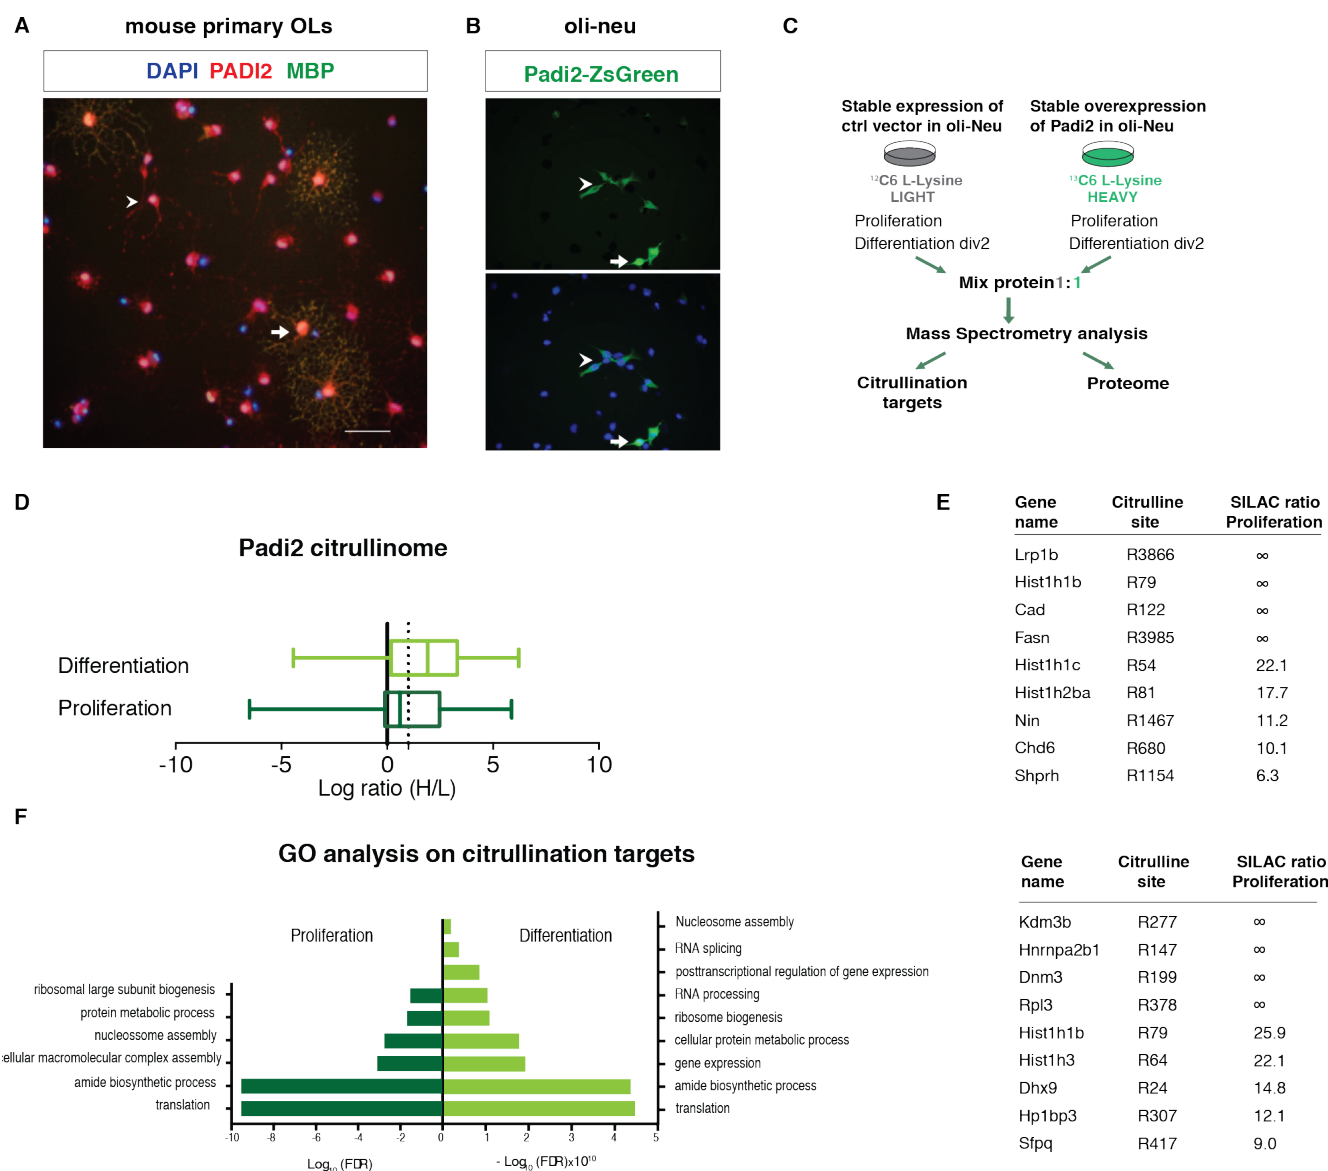 A
mouse primary OLs
DAPI PADI2 MBP
B
oli-neu
Padi2-ZsGreen
C
Stable expression of
ctrl vector in oli-Neu
Stable overexpression
of Padi2 in oli-Neu
¹²C6 L-Lysine
LIGHT
¹³C6 L-Lysine
HEAVY
Proliferation
Differentiation div2
Proliferation
Differentiation div2
Mix protein1:1
Mass Spectrometry analysis
Citrullination
targets
Proteome
D
Padi2 citrullinome
Differentiation
Proliferation
-10 -5 0 5 10
Log ratio (H/L)
E
Gene name Citrulline site SILAC ratio Proliferation
Lrp1b R3866 ∞
Hist1h1b R79 ∞
Cad R122 ∞
Fasn R3985 ∞
Hist1h1c R54 22.1
Hist1h2ba R81 17.7
Nin R1467 11.2
Chd6 R680 10.1
Shprh R1154 6.3
Gene name Citrulline site SILAC ratio Proliferation
Kdm3b R277 ∞
Hnrnpa2b1 R147 ∞
Dnm3 R199 ∞
Rpl3 R378 ∞
Hist1h1b R79 25.9
Hist1h3 R64 22.1
Dhx9 R24 14.8
Hp1bp3 R307 12.1
Sfpq R417 9.0
F
GO analysis on citrullination targets
Proliferation
Differentiation
ribosomal large subunit biogenesis
protein metabolic process
nucleossome assembly
cellular macromolecular complex assembly
amide biosynthetic process
translation
Nucleosome assembly
RNA splicing
posttranscriptional regulation of gene expression
RNA processing
ribosome biogenesis
cellular protein metabolic process
gene expression
amide biosynthetic process
translation
-10 -8 -6 -4 -2 0 1 2 3 4 5
Log₁₀ (FDR)
- Log₁₀ (FDR)x10¹⁰